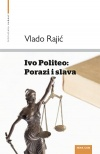 Vlado Rajić
Ivo Politeo:
Porazi i slava